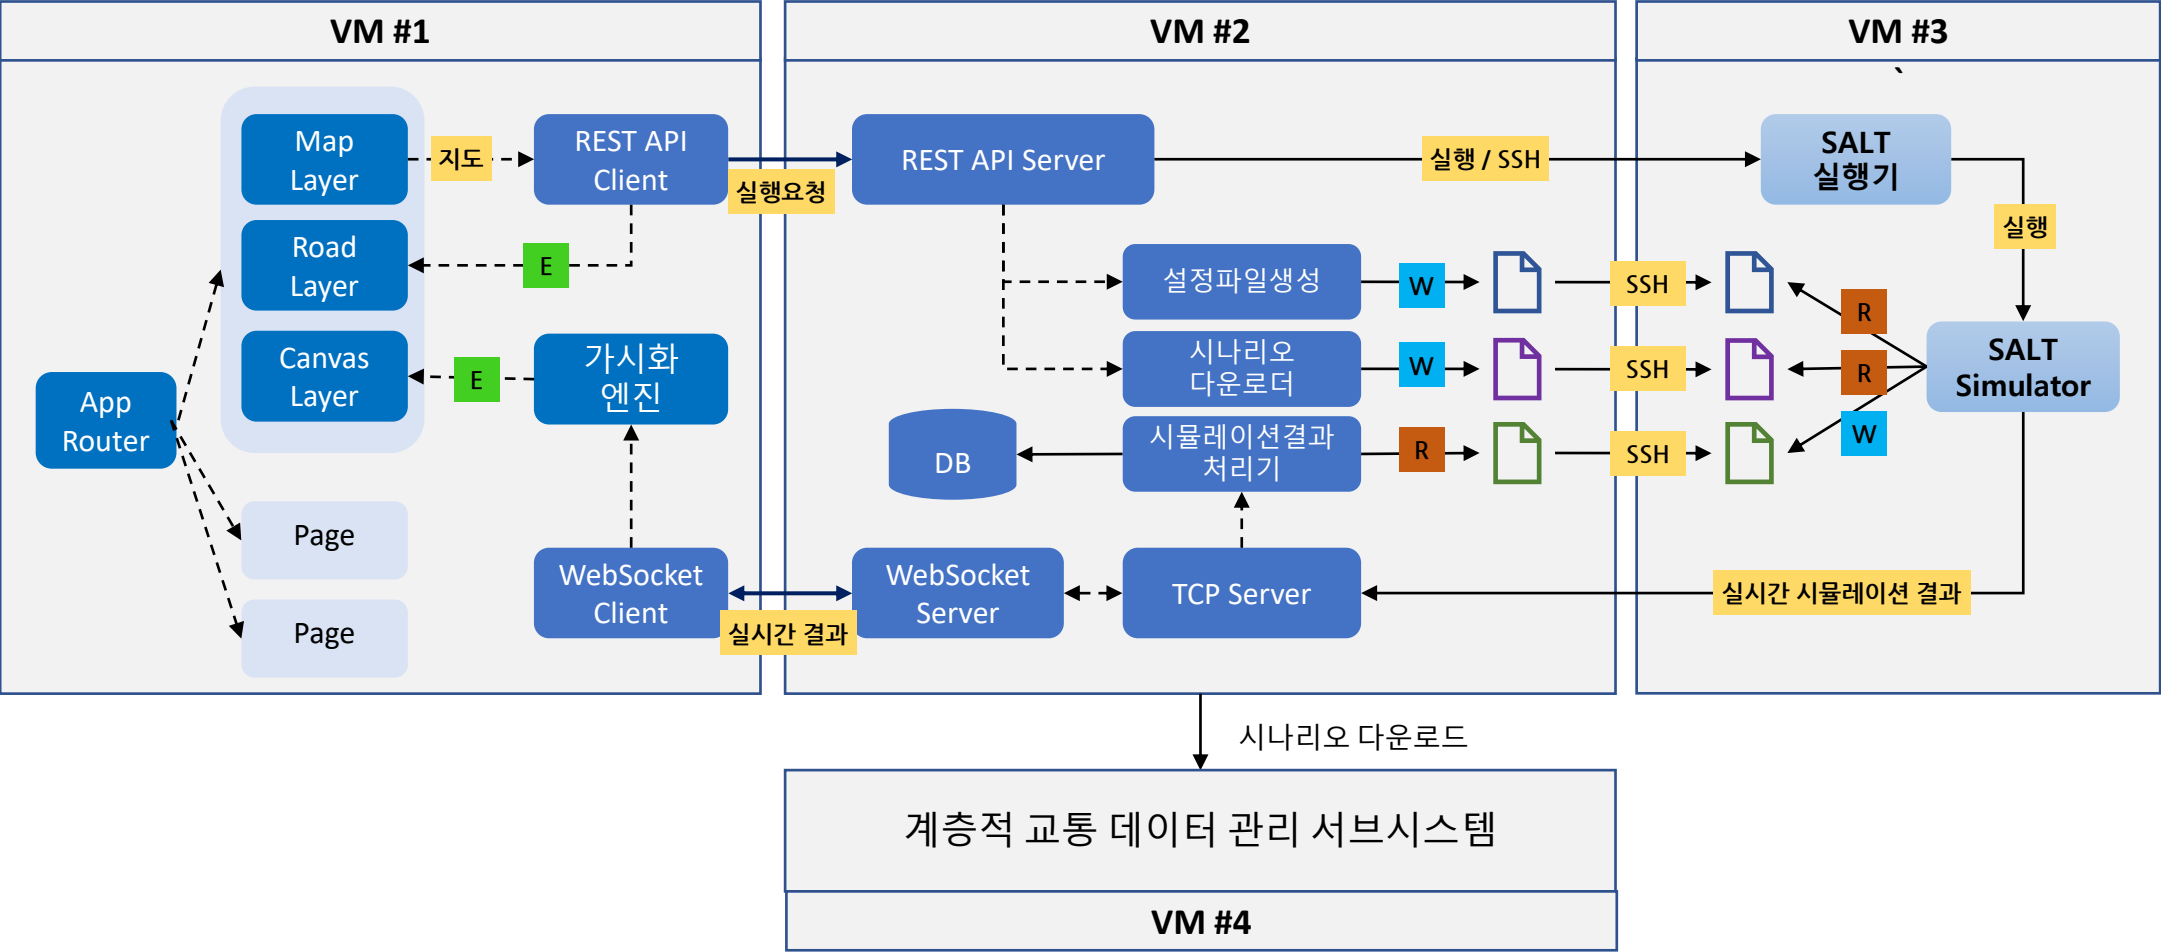 VM #1
VM #2
VM #3
`
Map
Layer
지도
REST API
Client
실행요청
REST API Server
실행 / SSH
SALT
실행기
실행
Road
Layer
E
설정파일생성
W
SSH
R
Canvas
Layer
E
가시화
엔진
시나리오
다운로더
W
SSH
R
SALT
Simulator
App
Router
DB
시뮬레이션결과
처리기
R
SSH
W
Page
Page
WebSocket
Client
실시간 결과
WebSocket
Server
TCP Server
실시간 시뮬레이션 결과
시나리오 다운로드
계층적 교통 데이터 관리 서브시스템
VM #4